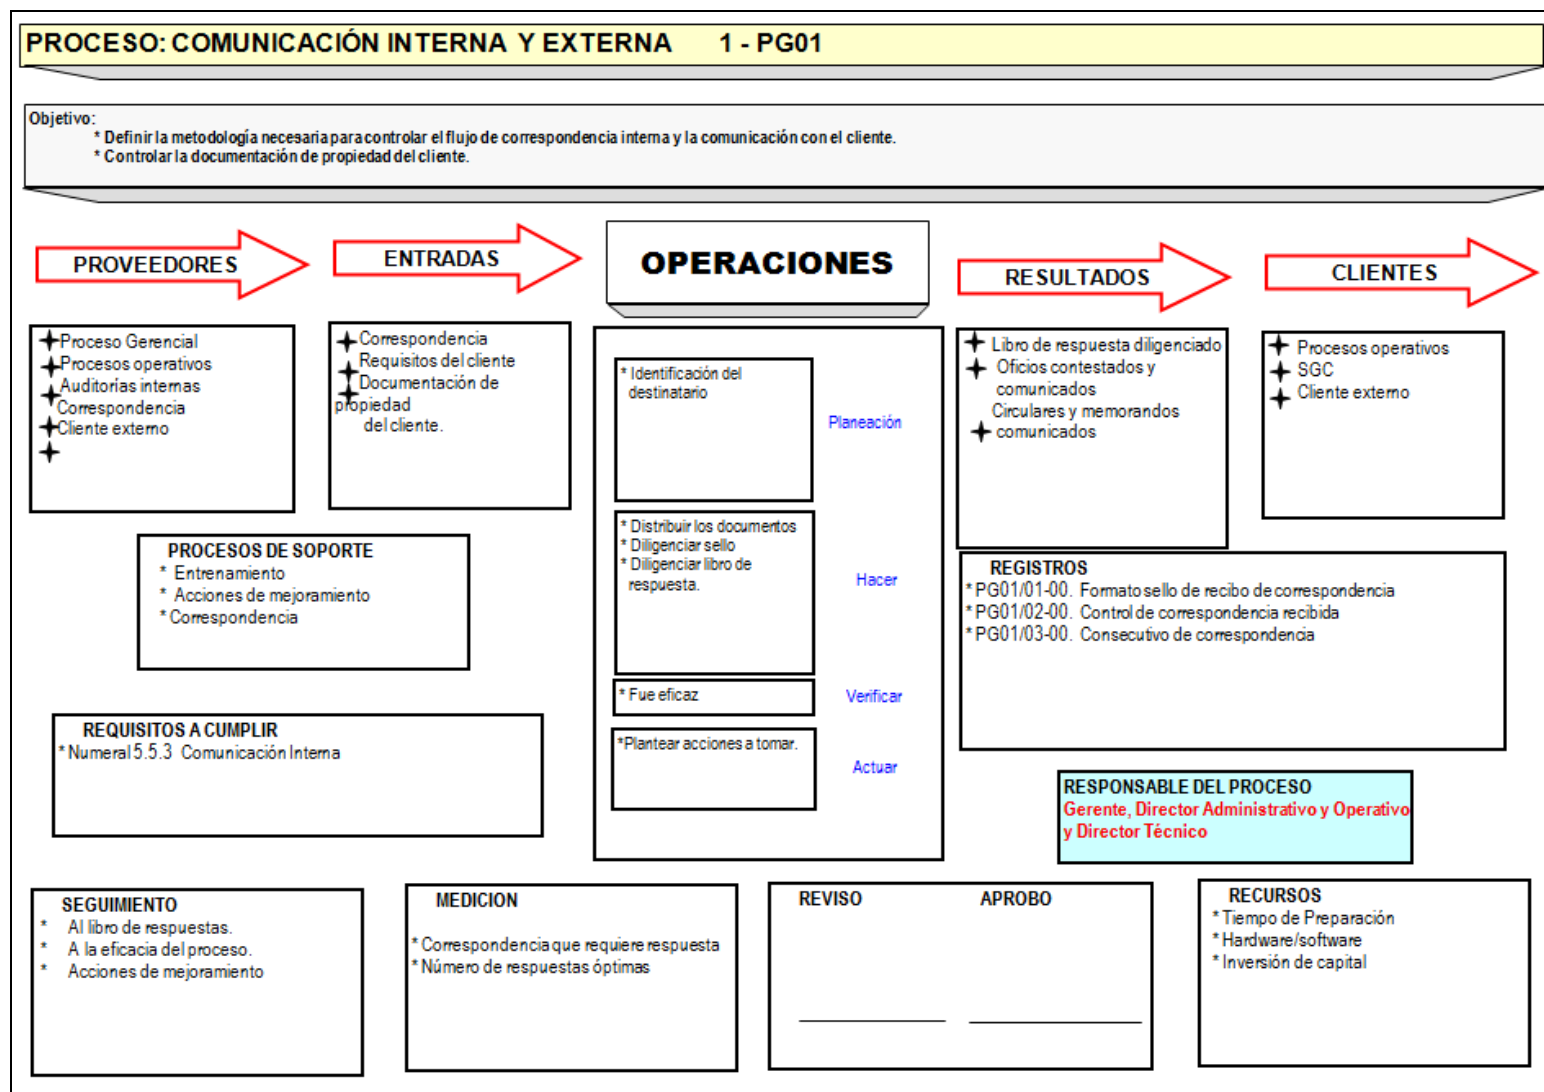 PROCESO: COMUNICACIÓN INTERNA Y EXTERNA 1 - PG01
Objetivo:
* Definir la metodología necesaria para controlar el flujo de correspondencia interna y la comunicación con el cliente.
* Controlar la documentación de propiedad del cliente.
PROVEEDORES
ENTRADAS
OPERACIONES
RESULTADOS
CLIENTES
Proceso Gerencial
Procesos operativos
Auditorías internas
Correspondencia
Cliente externo
Correspondencia
Requisitos del cliente
Documentación de
propiedad
del cliente.
* Identificación del
destinatario
Planeación
* Distribuir los documentos
* Diligenciar sello
* Diligenciar libro de
respuesta.
Hacer
* Fue eficaz
Verificar
*Plantear acciones a tomar.
Actuar
Libro de respuesta diligenciado
Oficios contestados y
comunicados
Circulares y memorandos
comunicados
Procesos operativos
SGC
Cliente externo
PROCESOS DE SOPORTE
* Entrenamiento
* Acciones de mejoramiento
* Correspondencia
REGISTROS
* PG01/01-00. Formato sello de recibo de correspondencia
* PG01/02-00. Control de correspondencia recibida
* PG01/03-00. Consecutivo de correspondencia
REQUISITOS A CUMPLIR
* Numeral 5.5.3 Comunicación Interna
RESPONSABLE DEL PROCESO
Gerente, Director Administrativo y Operativo
y Director Técnico
SEGUIMIENTO
* Al libro de respuestas.
* A la eficacia del proceso.
* Acciones de mejoramiento
MEDICION
* Correspondencia que requiere respuesta
* Número de respuestas óptimas
REVISO APROBO
RECURSOS
* Tiempo de Preparación
* Hardware/software
* Inversión de capital